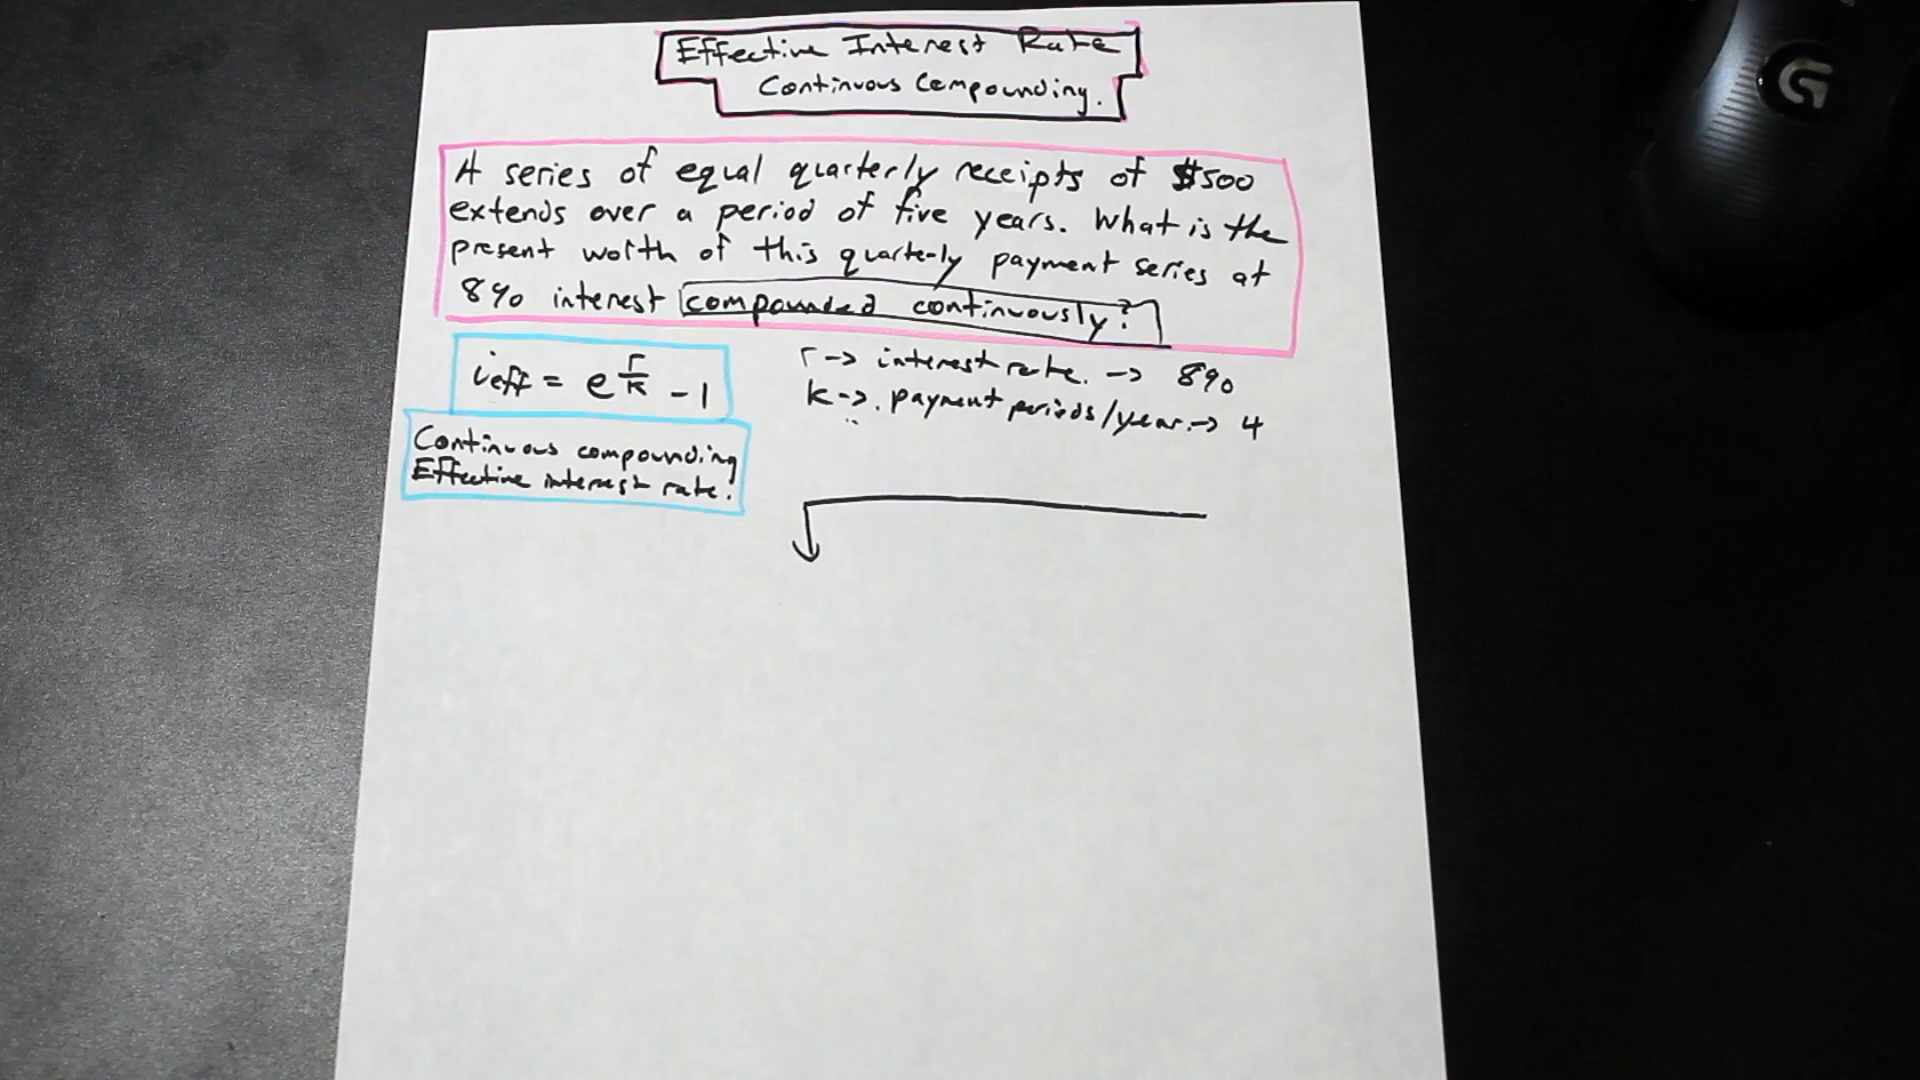 Effective Interest Rate
Continuous Compounding.
A series of equal quarterly receipts of $500
extends over a period of five years. What is the
present worth of this quarterly payment series at
8% interest compounded continuously?
ieff = e^(r/k) - 1
r -> interest rate. -> 8%
k ->. payment periods/year. -> 4
Continuous compounding
Effective interest rate.
G